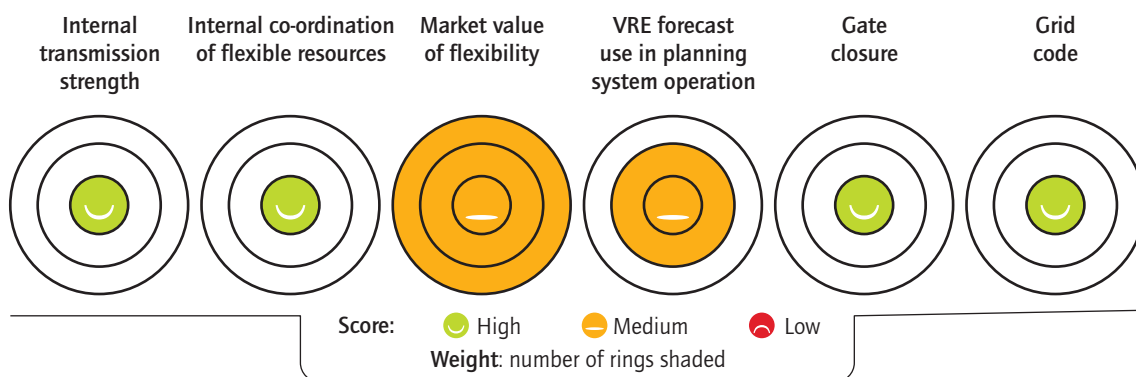 Internal
transmission
strength
Internal co-ordination
of flexible resources
Market value
of flexibility
VRE forecast
use in planning
system operation
Gate
closure
Grid
code
Score: High Medium Low
Weight: number of rings shaded